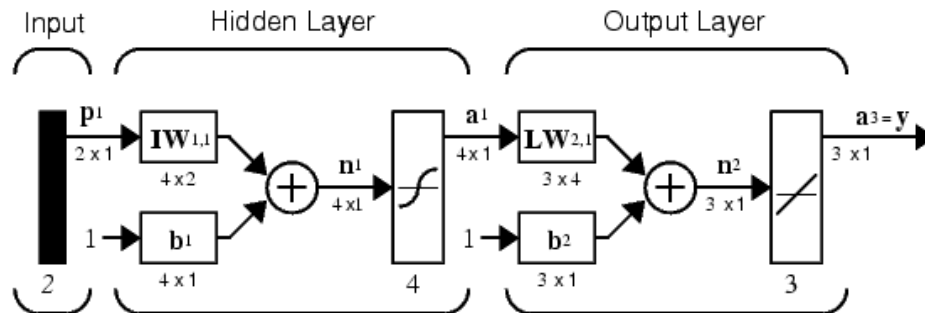 Input Hidden Layer Output Layer
p1 a1 a3 = y
IW1,1 LW2,1
2 x 1 n1 4 x 1 n2 3 x 1
4 x 2 3 x 4
4 x 1 3 x 1
1 b1 1 b2
4 x 1 3 x 1
2 4 3